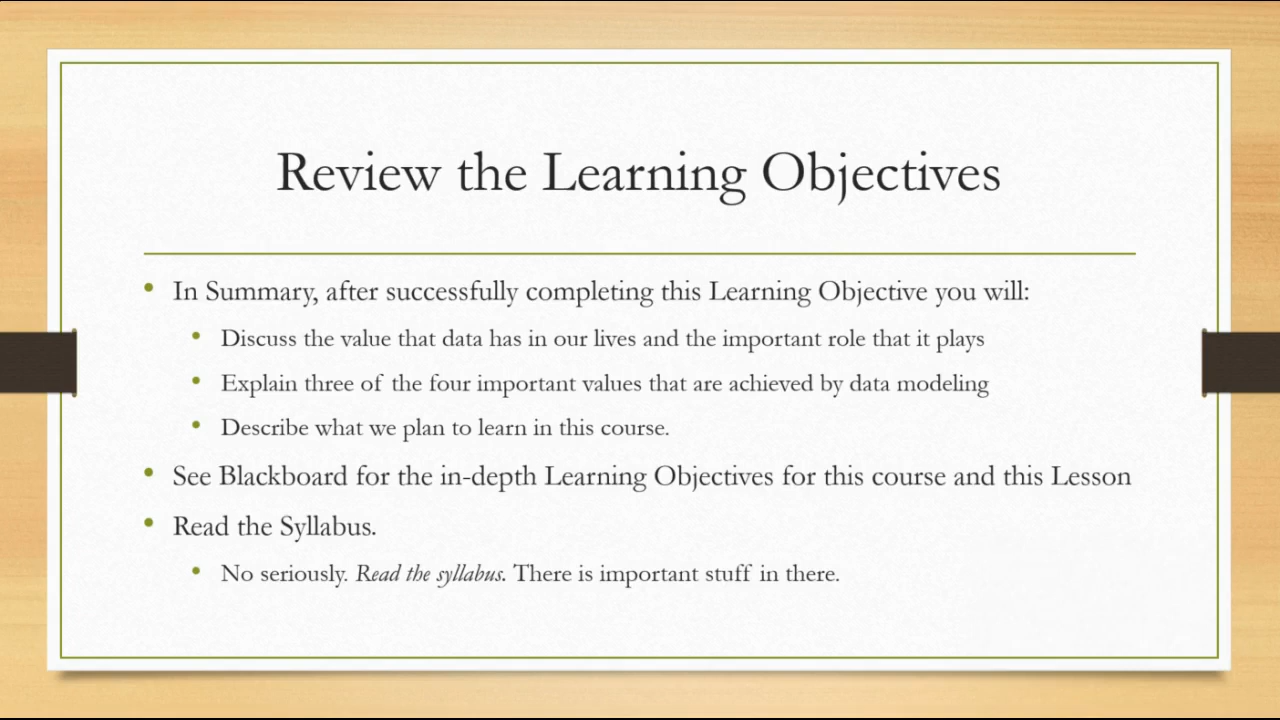 Review the Learning Objectives
• In Summary, after successfully completing this Learning Objective you will:
• Discuss the value that data has in our lives and the important role that it plays
• Explain three of the four important values that are achieved by data modeling
• Describe what we plan to learn in this course.
• See Blackboard for the in-depth Learning Objectives for this course and this Lesson
• Read the Syllabus.
• No seriously. Read the syllabus. There is important stuff in there.